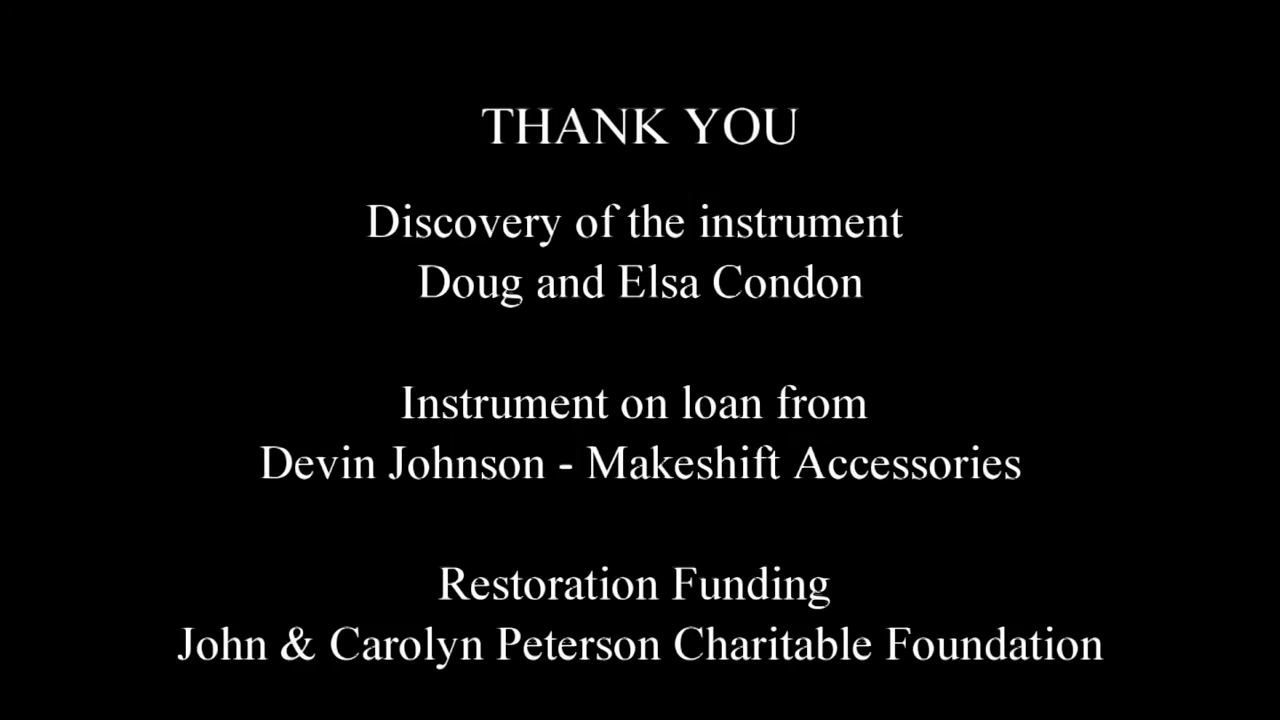 THANK YOU
Discovery of the instrument
Doug and Elsa Condon
Instrument on loan from
Devin Johnson - Makeshift Accessories
Restoration Funding
John & Carolyn Peterson Charitable Foundation